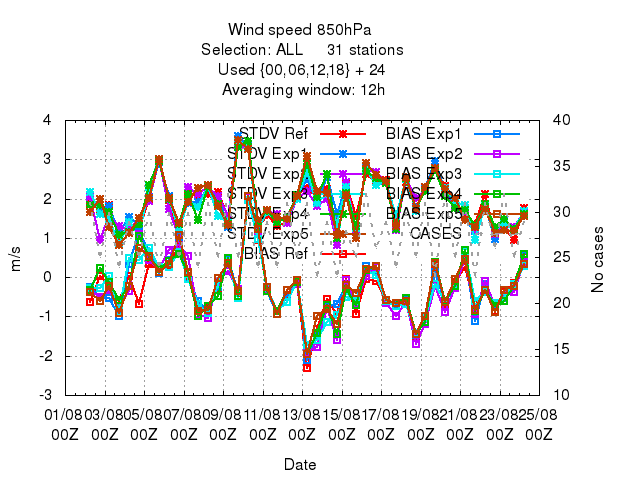 Wind speed 850hPa
Selection: ALL     31 stations
Used {00,06,12,18} + 24
Averaging window: 12h
4
3
2
1
0
-1
-2
-3
m/s
40
35
30
25
20
15
10
No cases
STDV Ref
STDV Exp1
STDV Exp2
STDV Exp3
STDV Exp4
STDV Exp5
BIAS Ref
BIAS Exp1
BIAS Exp2
BIAS Exp3
BIAS Exp4
BIAS Exp5
CASES
01/08 03/08 05/08 07/08 09/08 11/08 13/08 15/08 17/08 19/08 21/08 23/08 25/08
00Z 00Z 00Z 00Z 00Z 00Z 00Z 00Z 00Z 00Z 00Z 00Z 00Z
Date